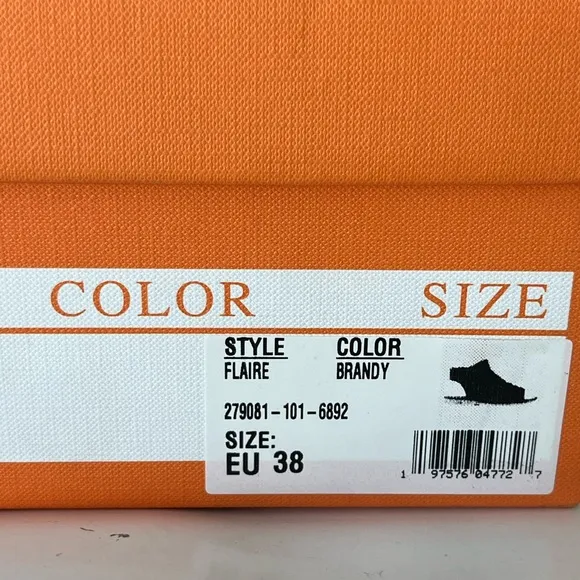 COLOR SIZE
STYLE COLOR
FLAIRE BRANDY
279081-101-6892
SIZE:
EU 38
1 97576 04772 7